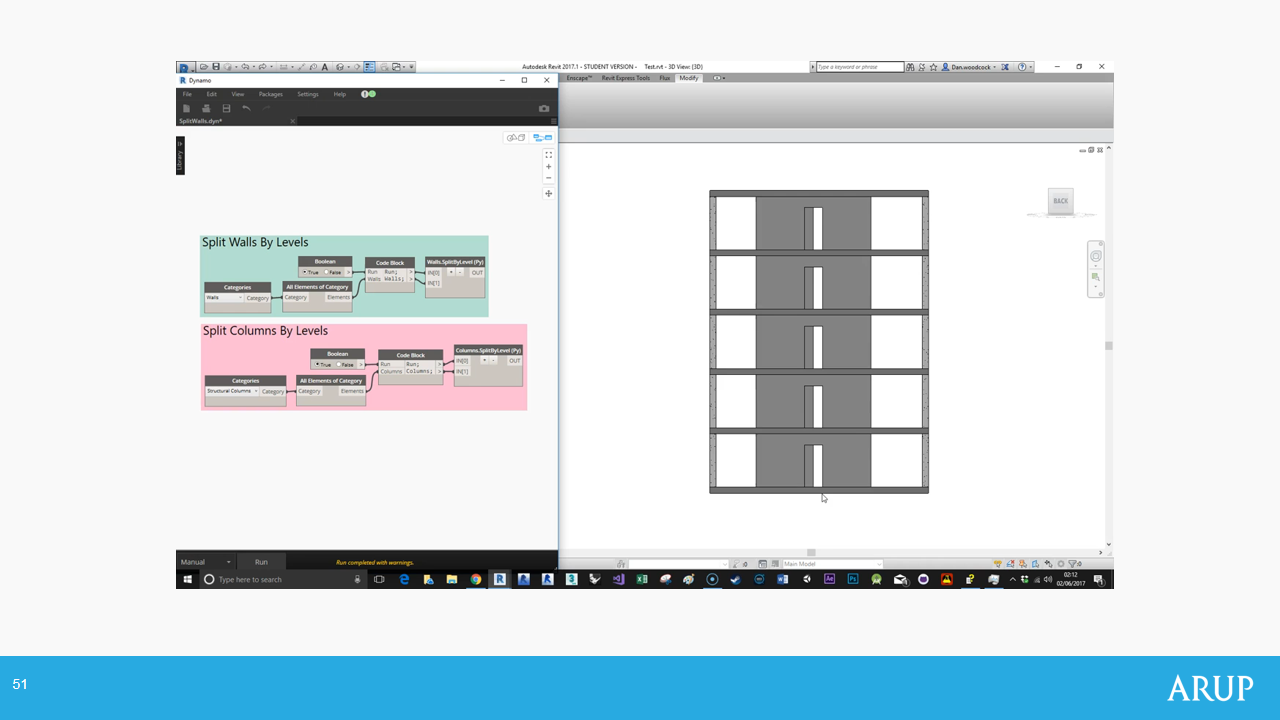 Autodesk Revit 2017.1 - STUDENT VERSION - Test.rvt - 3D View: {3D}
Type a keyword or phrase
Dan.woodcock
Dynamo
Enscape™ Revit Express Tools Flux Modify
File Edit View Packages Settings Help
SplitWalls.dyn*
Library
BACK
Split Walls By Levels
Boolean
True False >
Code Block
Run Run; >
Walls Walls; >
Walls.SplitByLevel (Py)
IN[0] + - OUT
IN[1]
Categories
Walls Category
All Elements of Category
Category Elements
Split Columns By Levels
Boolean
True False >
Code Block
Run Run; >
Columns Columns; >
Columns.SplitByLevel (Py)
IN[0] + - OUT
IN[1]
Categories
Structural Columns Category
All Elements of Category
Category Elements
Manual Run Run completed with warnings.
:0 Main Model :0
Type here to search
02:12
02/06/2017
51
ARUP